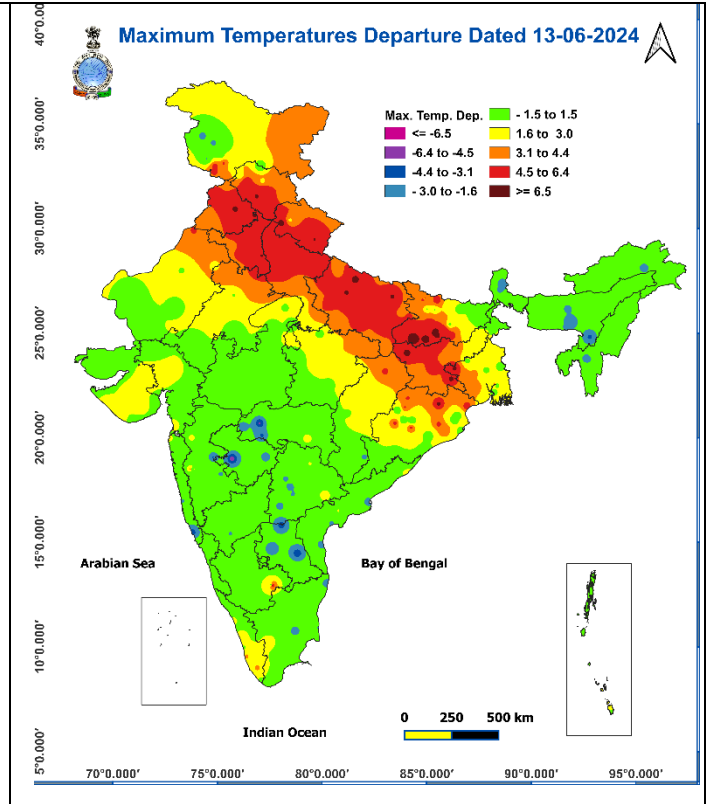 Maximum Temperatures Departure Dated 13-06-2024
Max. Temp. Dep.
<= -6.5
-6.4 to -4.5
-4.4 to -3.1
- 3.0 to -1.6
- 1.5 to 1.5
1.6 to 3.0
3.1 to 4.4
4.5 to 6.4
>= 6.5
40°0.000'
35°0.000'
30°0.000'
25°0.000'
20°0.000'
15°0.000'
10°0.000'
5°0.000'
Arabian Sea
Bay of Bengal
Indian Ocean
0 250 500 km
70°0.000' 75°0.000' 80°0.000' 85°0.000' 90°0.000' 95°0.000'